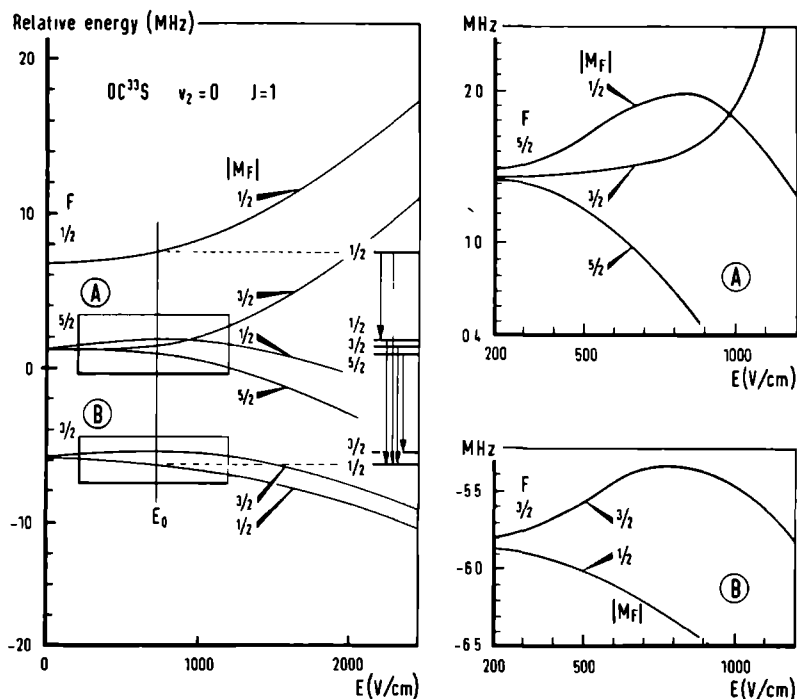 Relative energy (MHz)
20
OC³³S v₂=0 J=1
|M_F|
½
F
½
10
½
A
3/2
½
5/2
½
3/2
5/2
0
5/2
B
3/2
3/2
½
E₀
3/2
½
-10
-20
0
1000
2000
E(V/cm)
MHz
|M_F|
½
20
F
5/2
3/2
10
5/2
A
04
200
500
1000
E(V/cm)
MHz
-55
F
3/2
3/2
-60
½
|M_F|
B
-65
200
500
1000
E(V/cm)